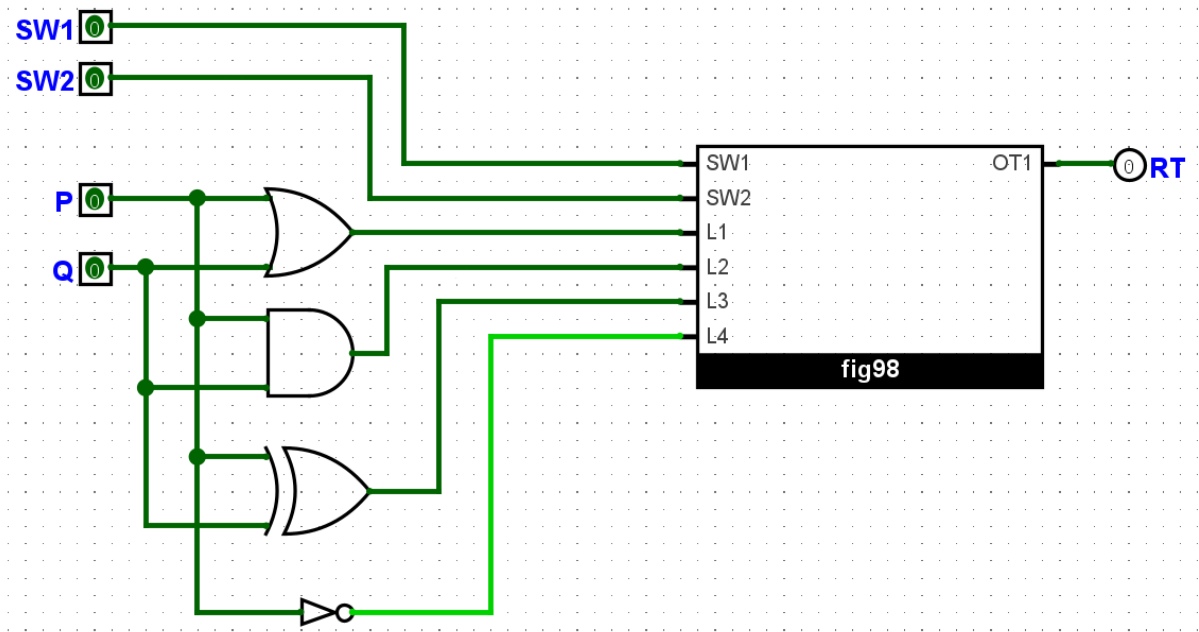 SW1 0
SW2 0
P 0
Q 0
SW1 OT1
SW2
L1
L2
L3
L4
fig98
0 RT